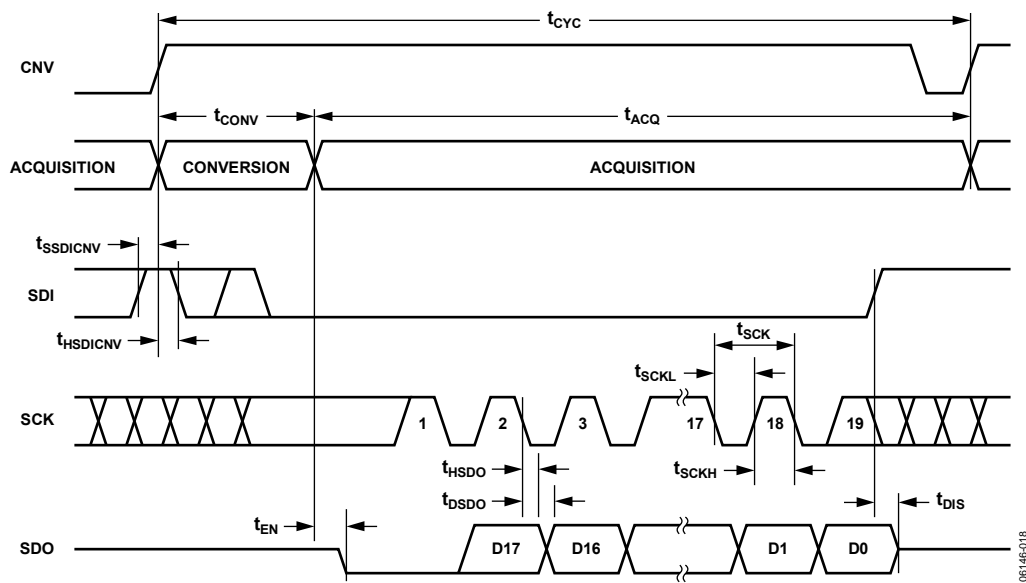 tCYC
CNV
tCONV
tACQ
ACQUISITION
CONVERSION
ACQUISITION
tSSDICNV
SDI
tHSDICNV
tSCK
tSCKL
SCK
1
2
3
17
18
19
tHSDO
tSCKH
tDSDO
tDIS
tEN
SDO
D17
D16
D1
D0
06146-018